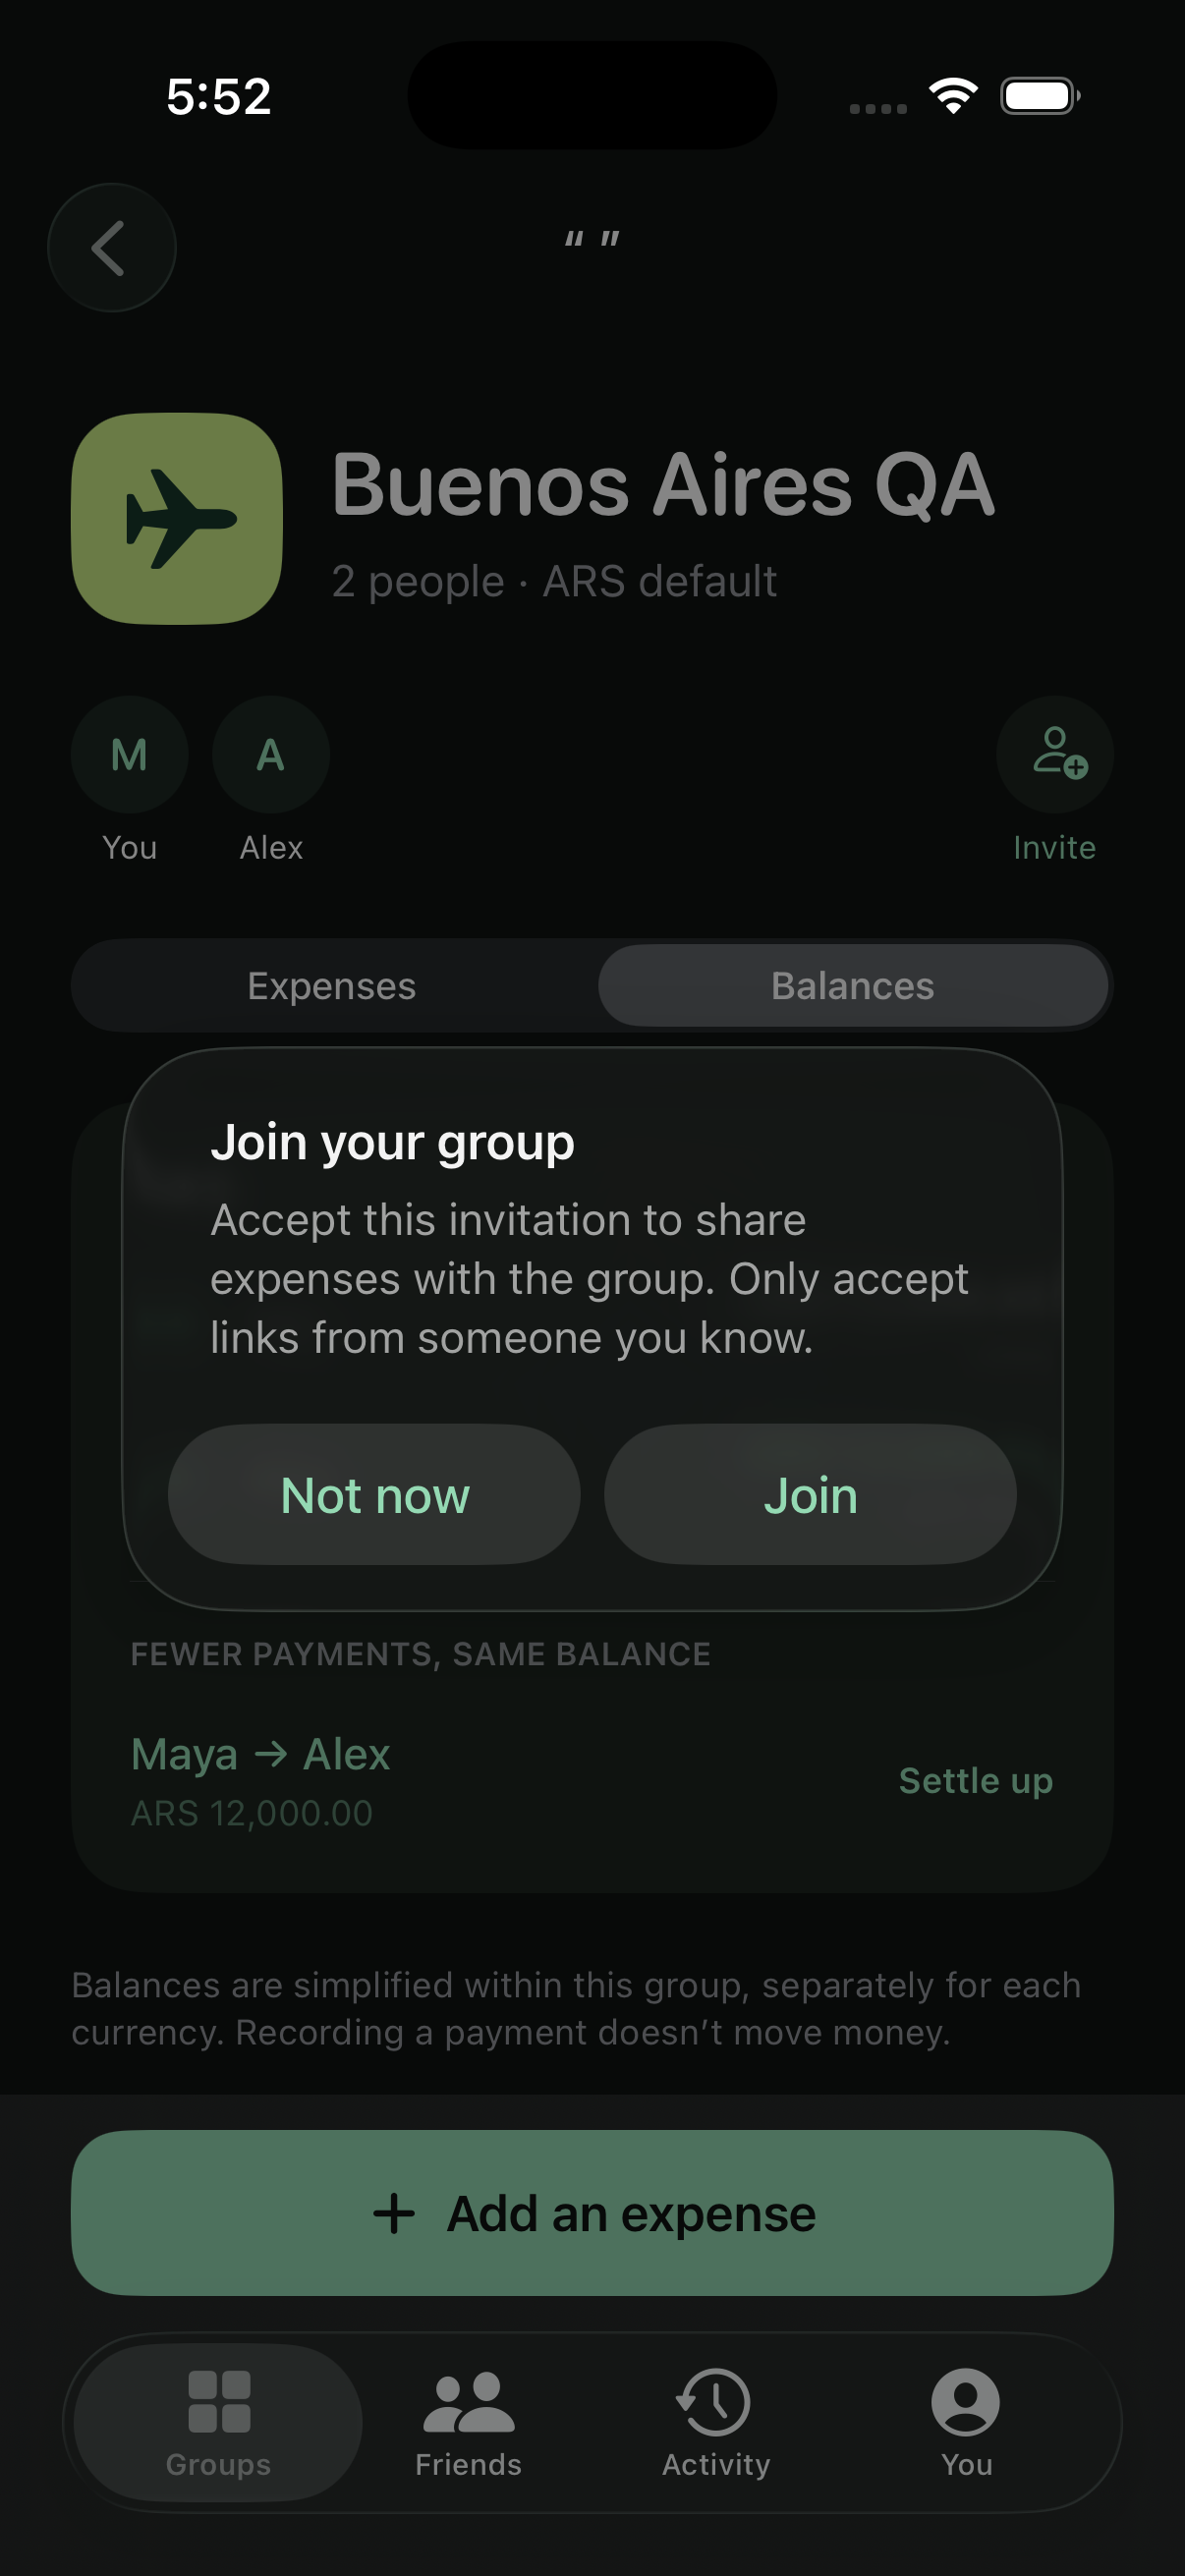 5:52
“ ”
Buenos Aires QA
2 people · ARS default
M
A
You
Alex
Invite
Expenses
Balances
Join your group
Accept this invitation to share
expenses with the group. Only accept
links from someone you know.
Not now
Join
FEWER PAYMENTS, SAME BALANCE
Maya → Alex
ARS 12,000.00
Settle up
Balances are simplified within this group, separately for each
currency. Recording a payment doesn’t move money.
+ Add an expense
Groups
Friends
Activity
You